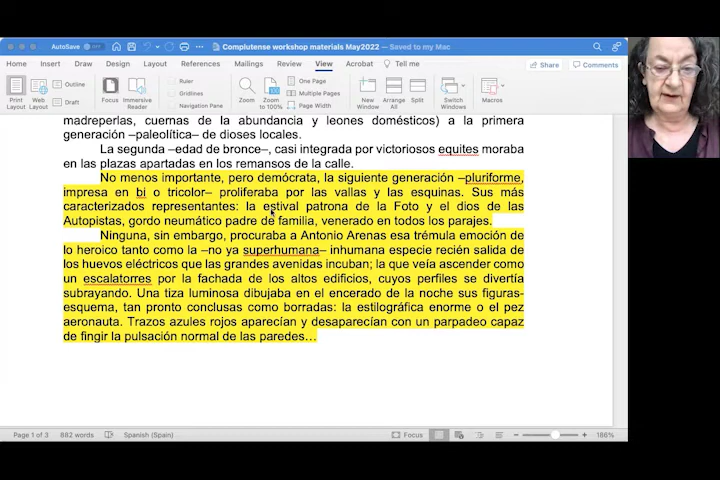 AutoSave OFF Complutense workshop materials May2022 — Saved to my Mac
Home Insert Draw Design Layout References Mailings Review View Acrobat Tell me Share Comments
Print Layout Web Layout Outline Draft Focus Immersive Reader Ruler Gridlines Navigation Pane Zoom Zoom to 100% One Page Multiple Pages Page Width New Window Arrange All Split Switch Windows Macros
madreperlas, cuernas de la abundancia y leones domésticos) a la primera
generación –paleolítica– de dioses locales.
La segunda –edad de bronce–, casi integrada por victoriosos equites moraba
en las plazas apartadas en los remansos de la calle.
No menos importante, pero demócrata, la siguiente generación –pluriforme,
impresa en bi o tricolor– proliferaba por las vallas y las esquinas. Sus más
caracterizados representantes: la estival patrona de la Foto y el dios de las
Autopistas, gordo neumático padre de familia, venerado en todos los parajes.
Ninguna, sin embargo, procuraba a Antonio Arenas esa trémula emoción de
lo heroico tanto como la –no ya superhumana– inhumana especie recién salida de
los huevos eléctricos que las grandes avenidas incuban; la que veía ascender como
un escalatorres por la fachada de los altos edificios, cuyos perfiles se divertía
subrayando. Una tiza luminosa dibujaba en el encerado de la noche sus figuras-
esquema, tan pronto conclusas como borradas: la estilográfica enorme o el pez
aeronauta. Trazos azules rojos aparecían y desaparecían con un parpadeo capaz
de fingir la pulsación normal de las paredes…
Page 1 of 3 882 words Spanish (Spain) Focus 186%